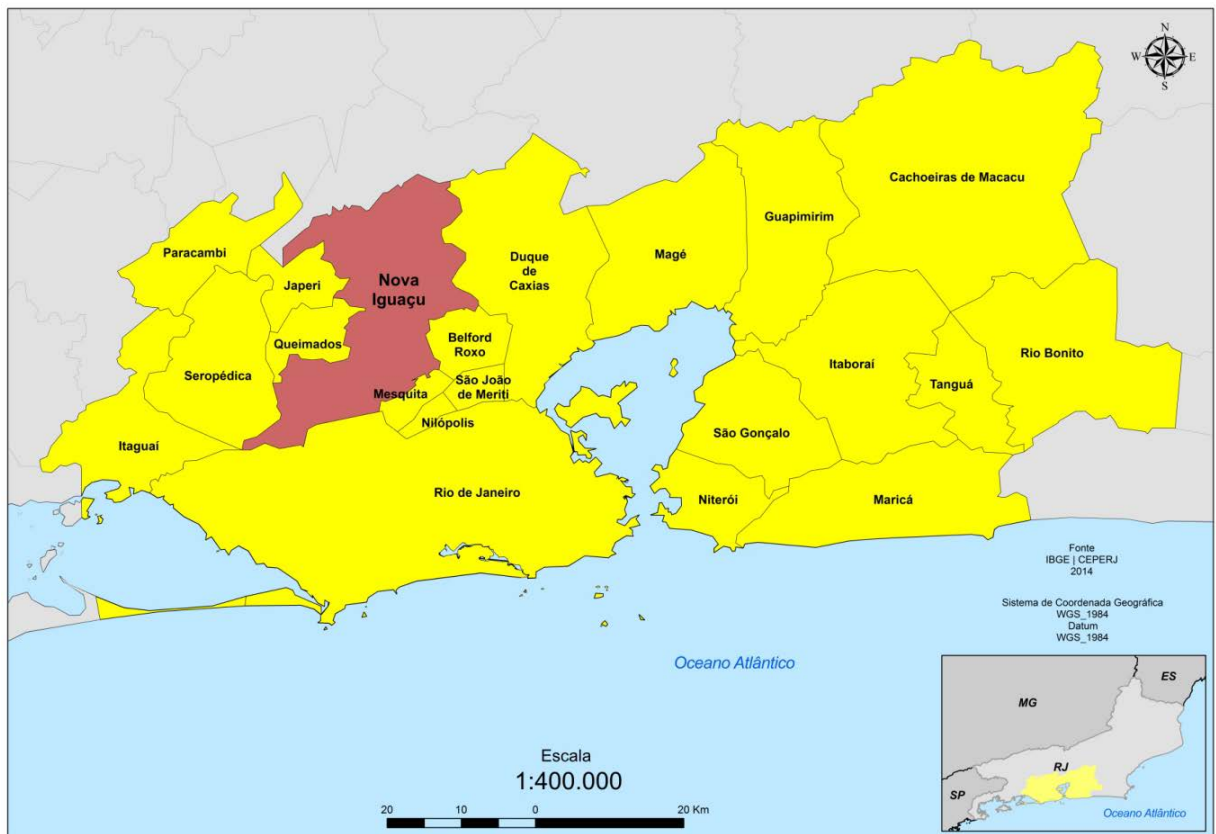 N
W E
S
Cachoeiras de Macacu
Guapimirim
Paracambi
Magé
Duque
de
Caxias
Nova
Iguaçu
Japeri
Queimados
Belford
Roxo
Seropédica
Itaboraí
Rio Bonito
Tanguá
Mesquita
São João
de Meriti
Nilópolis
São Gonçalo
Itaguaí
Rio de Janeiro
Niterói
Maricá
Fonte
IBGE | CEPERJ
2014
Sistema de Coordenada Geográfica
WGS_1984
Datum
WGS_1984
Oceano Atlântico
Escala
1:400.000
20 10 0 20 Km
ES
MG
RJ
SP
Oceano Atlântico